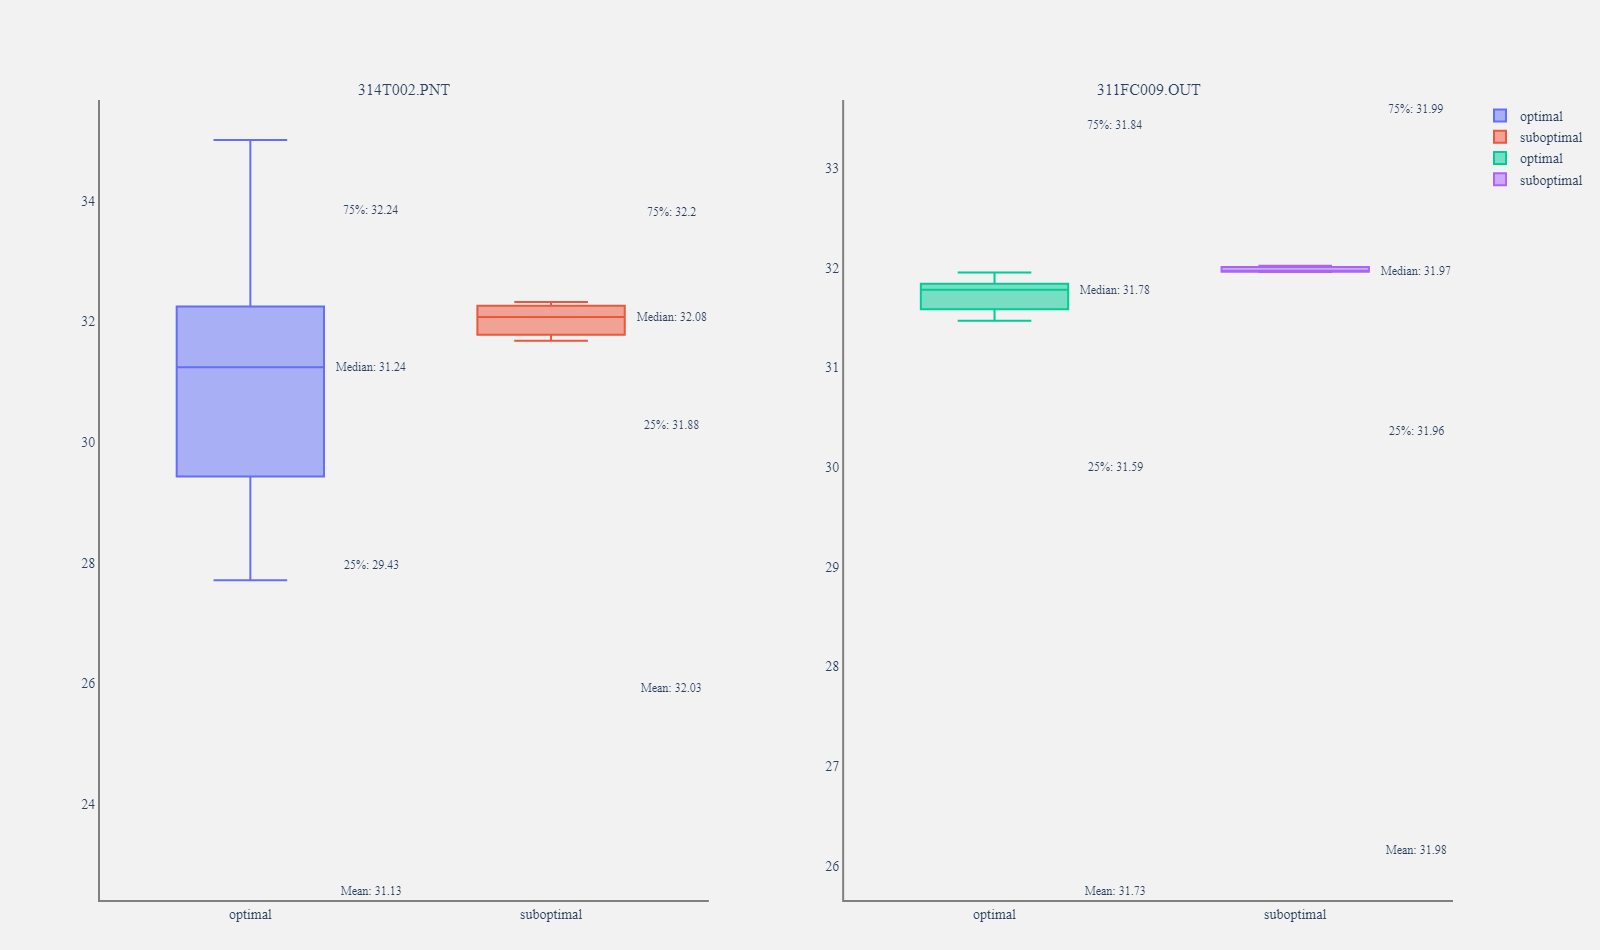 314T002.PNT
34
32
30
28
26
24
75%: 32.24
Median: 31.24
25%: 29.43
Mean: 31.13
75%: 32.2
Median: 32.08
25%: 31.88
Mean: 32.03
optimal
suboptimal
311FC009.OUT
33
32
31
30
29
28
27
26
75%: 31.84
Median: 31.78
25%: 31.59
Mean: 31.73
75%: 31.99
Median: 31.97
25%: 31.96
Mean: 31.98
optimal
suboptimal
optimal
suboptimal
optimal
suboptimal